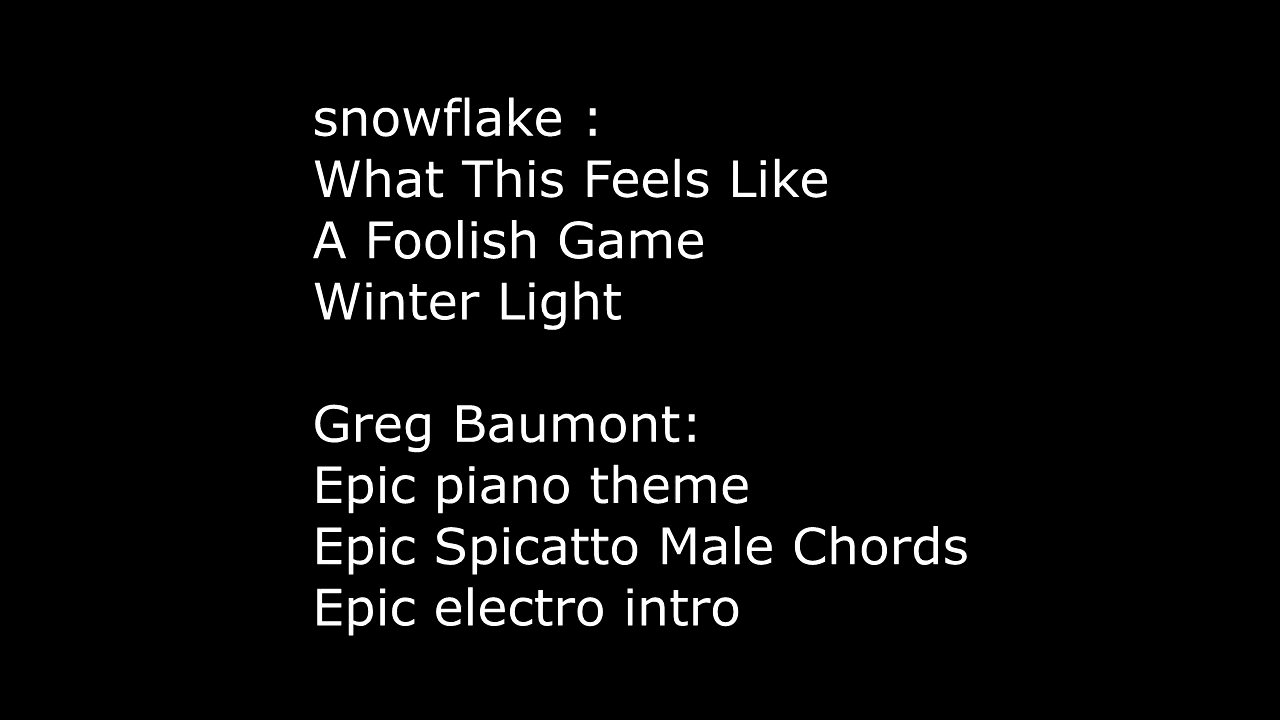 snowflake :
What This Feels Like
A Foolish Game
Winter Light
Greg Baumont:
Epic piano theme
Epic Spicatto Male Chords
Epic electro intro